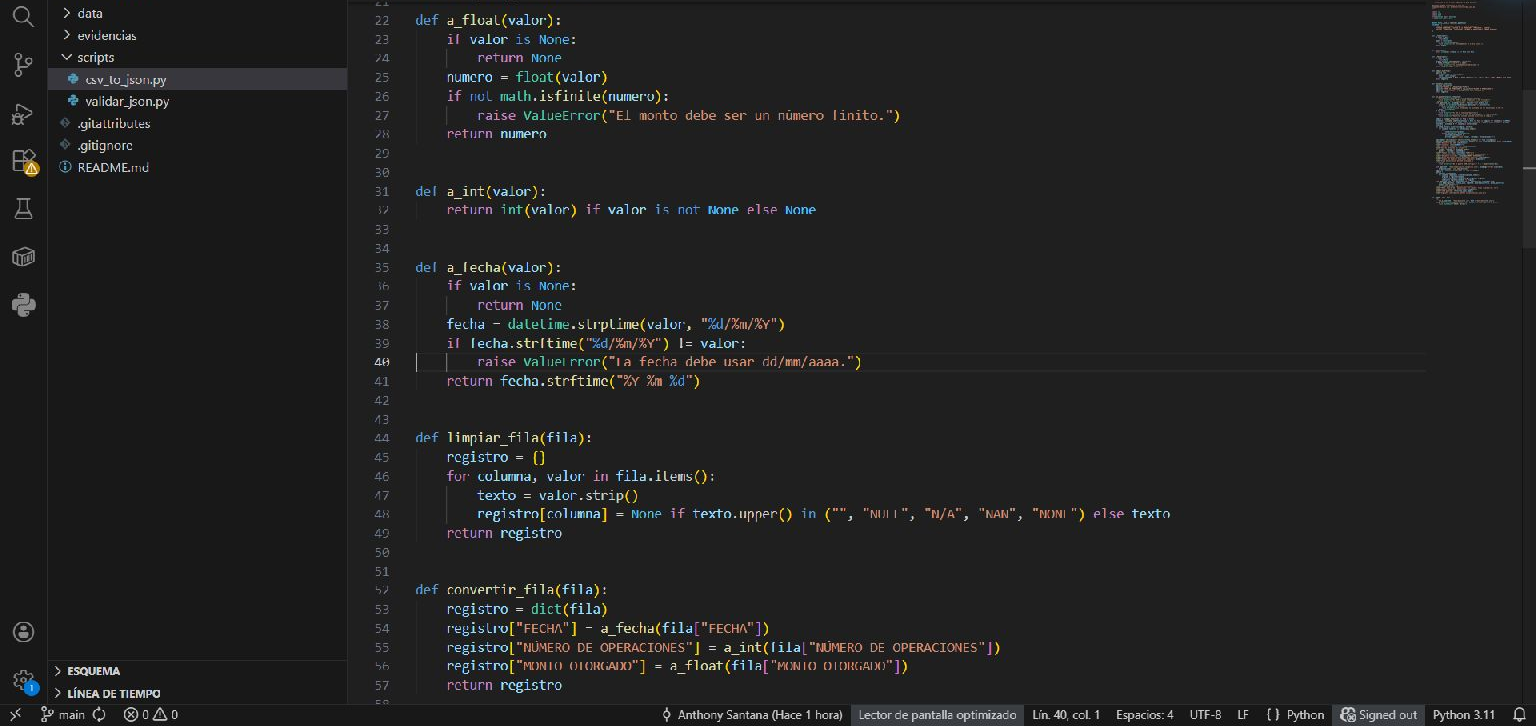 data
evidencias
scripts
csv_to_json.py
validar_json.py
.gitattributes
.gitignore
README.md
ESQUEMA
LÍNEA DE TIEMPO
21
22 def a_float(valor):
23 if valor is None:
24 return None
25 numero = float(valor)
26 if not math.isfinite(numero):
27 raise ValueError("El monto debe ser un número finito.")
28 return numero
29
30
31 def a_int(valor):
32 return int(valor) if valor is not None else None
33
34
35 def a_fecha(valor):
36 if valor is None:
37 return None
38 fecha = datetime.strptime(valor, "%d/%m/%Y")
39 if fecha.strftime("%d/%m/%Y") != valor:
40 raise ValueError("La fecha debe usar dd/mm/aaaa.")
41 return fecha.strftime("%Y %m %d")
42
43
44 def limpiar_fila(fila):
45 registro = {}
46 for columna, valor in fila.items():
47 texto = valor.strip()
48 registro[columna] = None if texto.upper() in ("", "NULL", "N/A", "NAN", "NONE") else texto
49 return registro
50
51
52 def convertir_fila(fila):
53 registro = dict(fila)
54 registro["FECHA"] = a_fecha(fila["FECHA"])
55 registro["NÚMERO DE OPERACIONES"] = a_int(fila["NÚMERO DE OPERACIONES"])
56 registro["MONTO OTORGADO"] = a_float(fila["MONTO OTORGADO"])
57 return registro
58
1
main 0 0 Anthony Santana (Hace 1 hora) Lector de pantalla optimizado Lín. 40, col. 1 Espacios: 4 UTF-8 LF {} Python Signed out Python 3.11